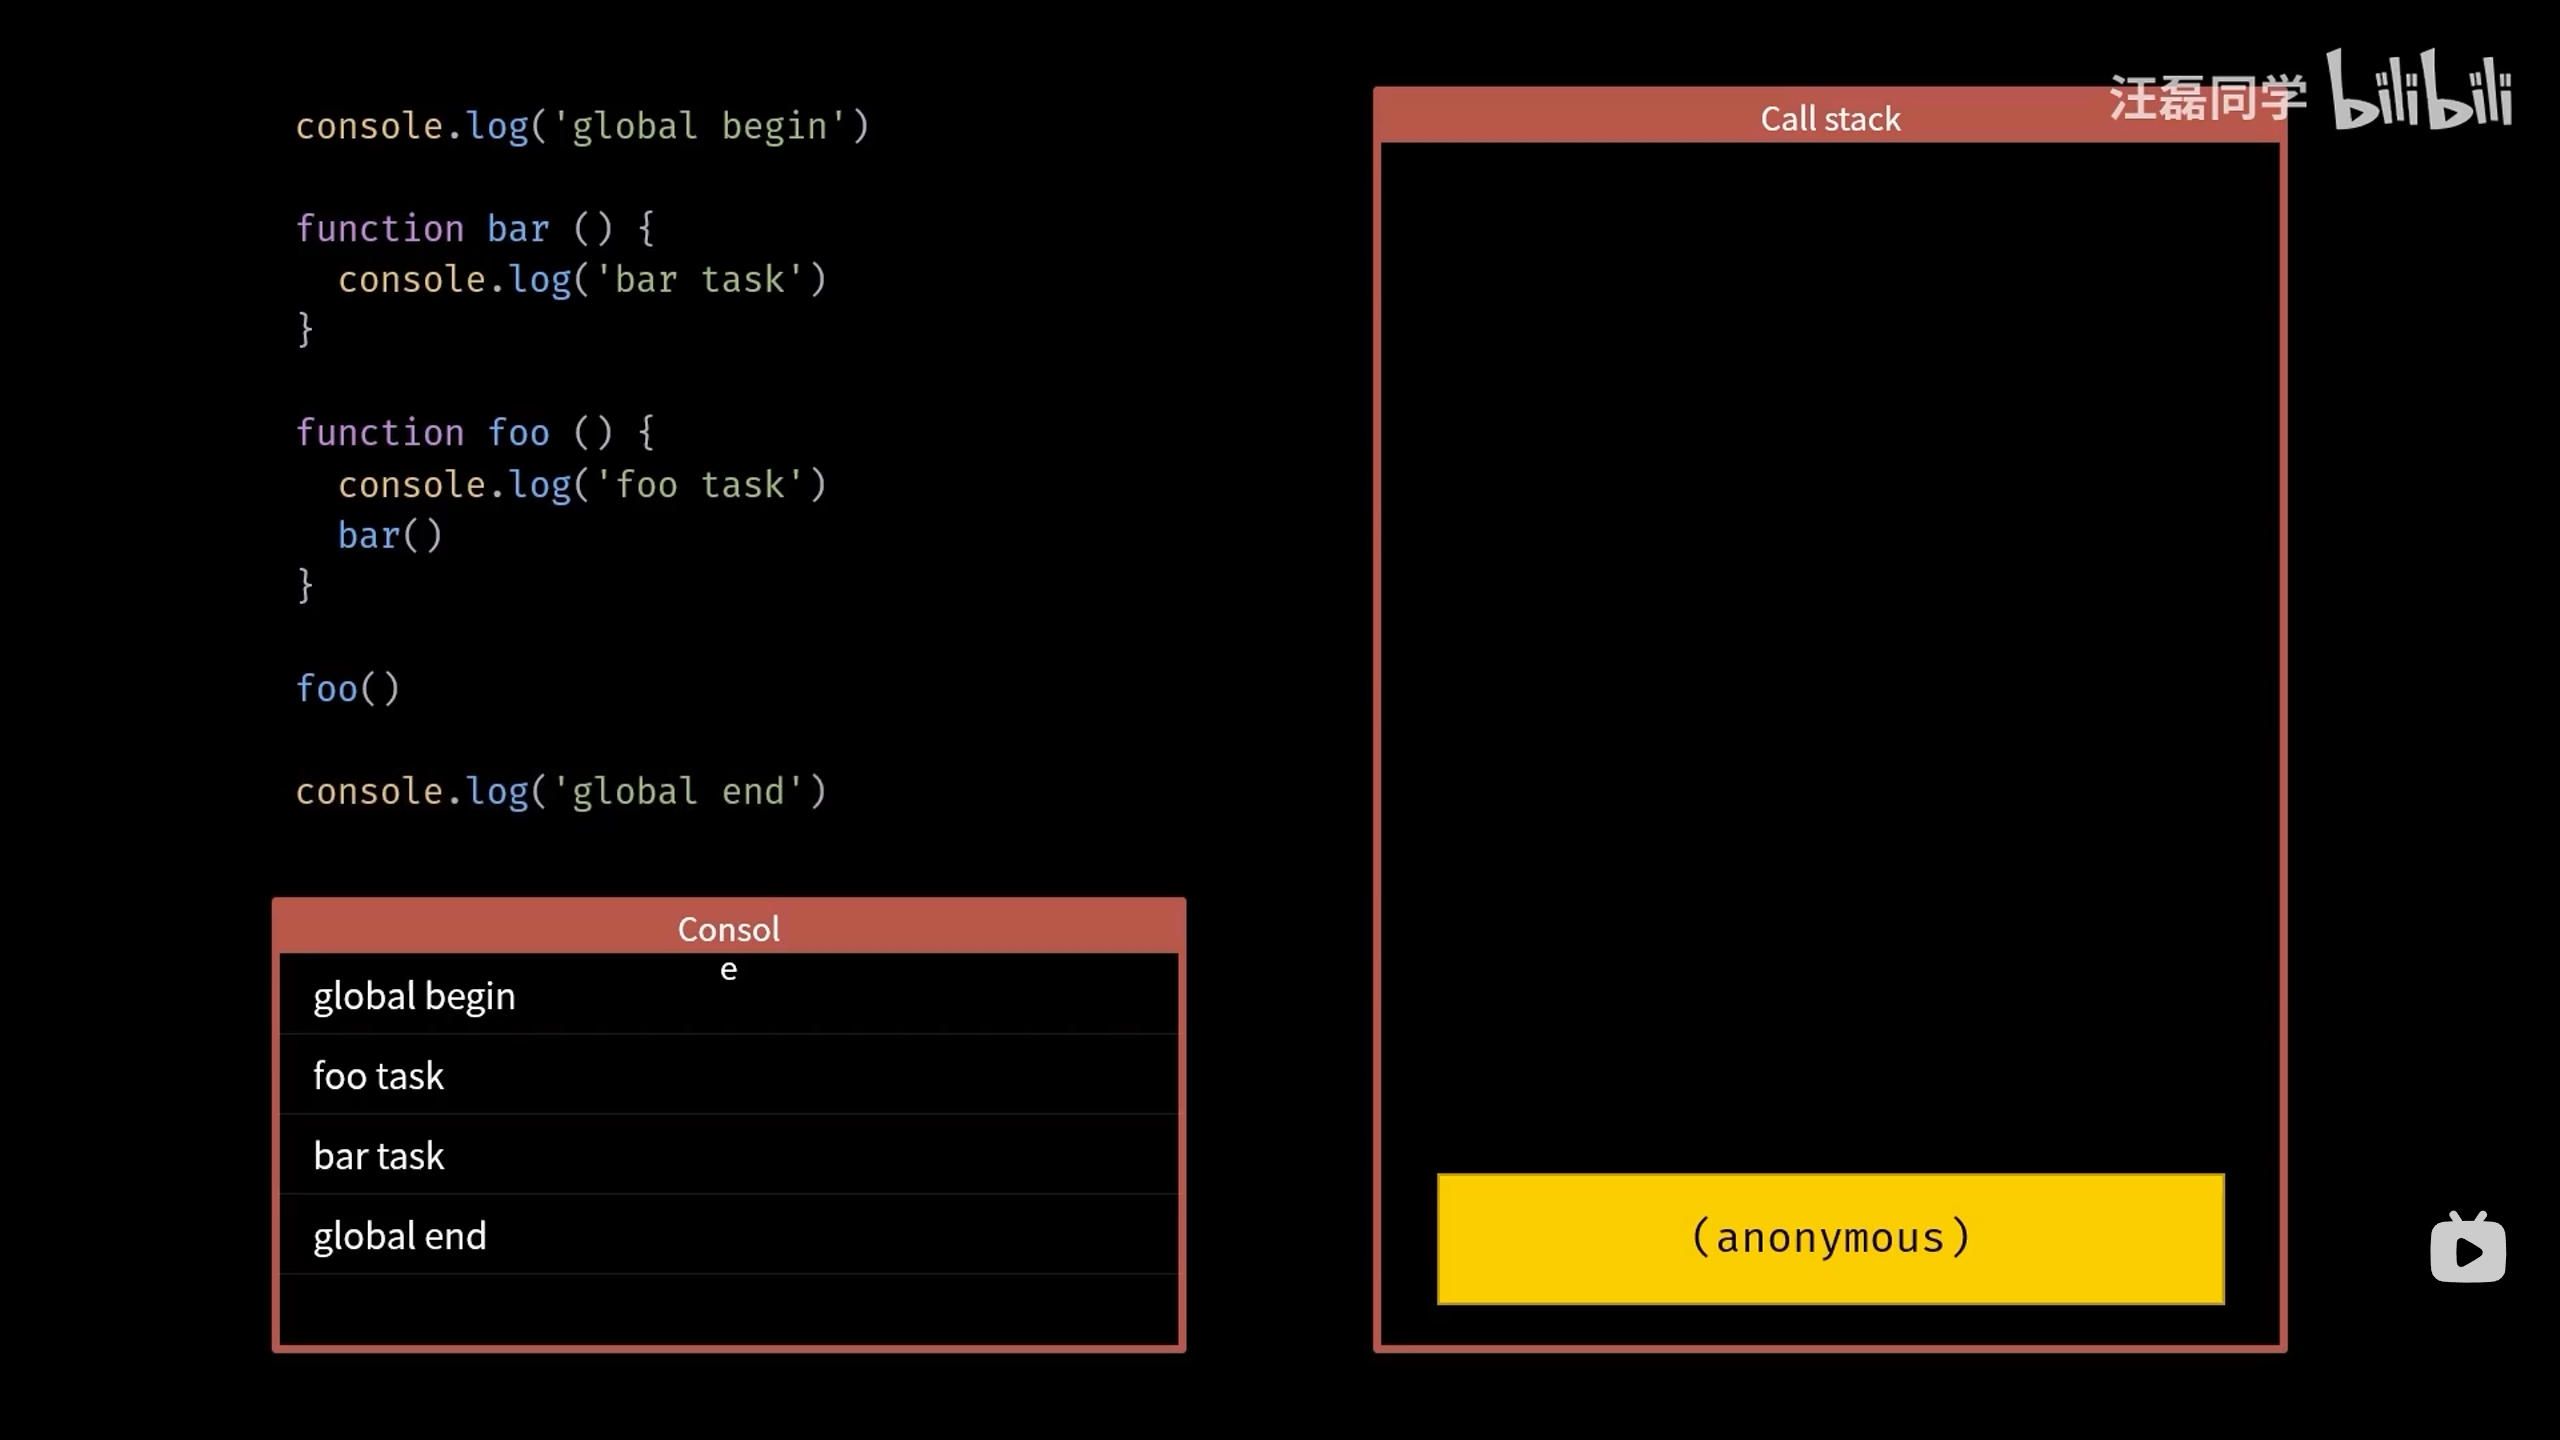 console.log('global begin')
function bar () {
  console.log('bar task')
}
function foo () {
  console.log('foo task')
  bar()
}
foo()
console.log('global end')
Consol
e
global begin
foo task
bar task
global end
Call stack
(anonymous)
汪磊同学 bilibili